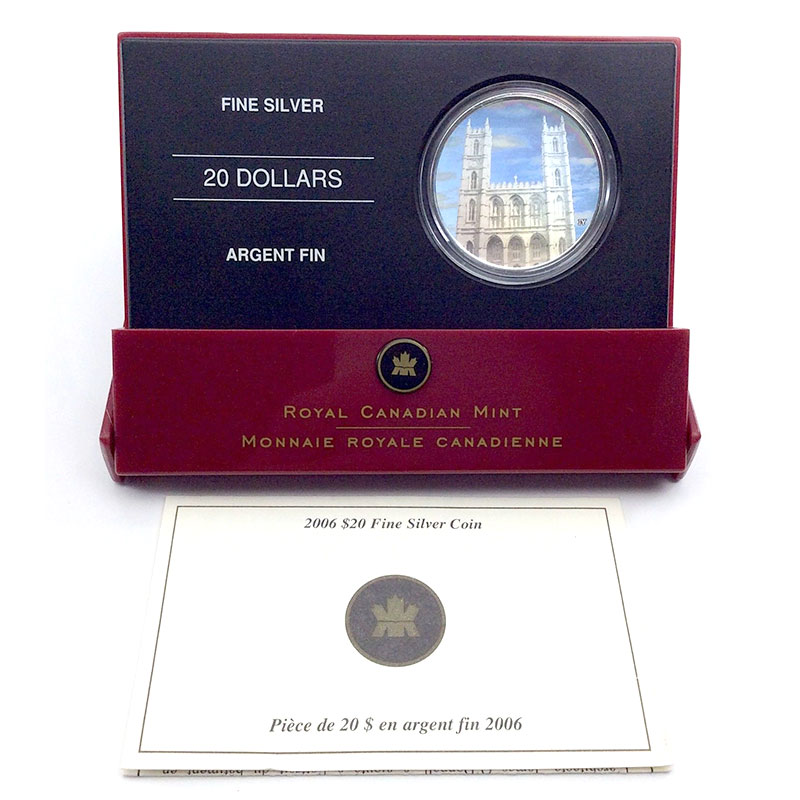 FINE SILVER
20 DOLLARS
ARGENT FIN
ROYAL CANADIAN MINT
MONNAIE ROYALE CANADIENNE
2006 $20 Fine Silver Coin
Pièce de 20 $ en argent fin 2006